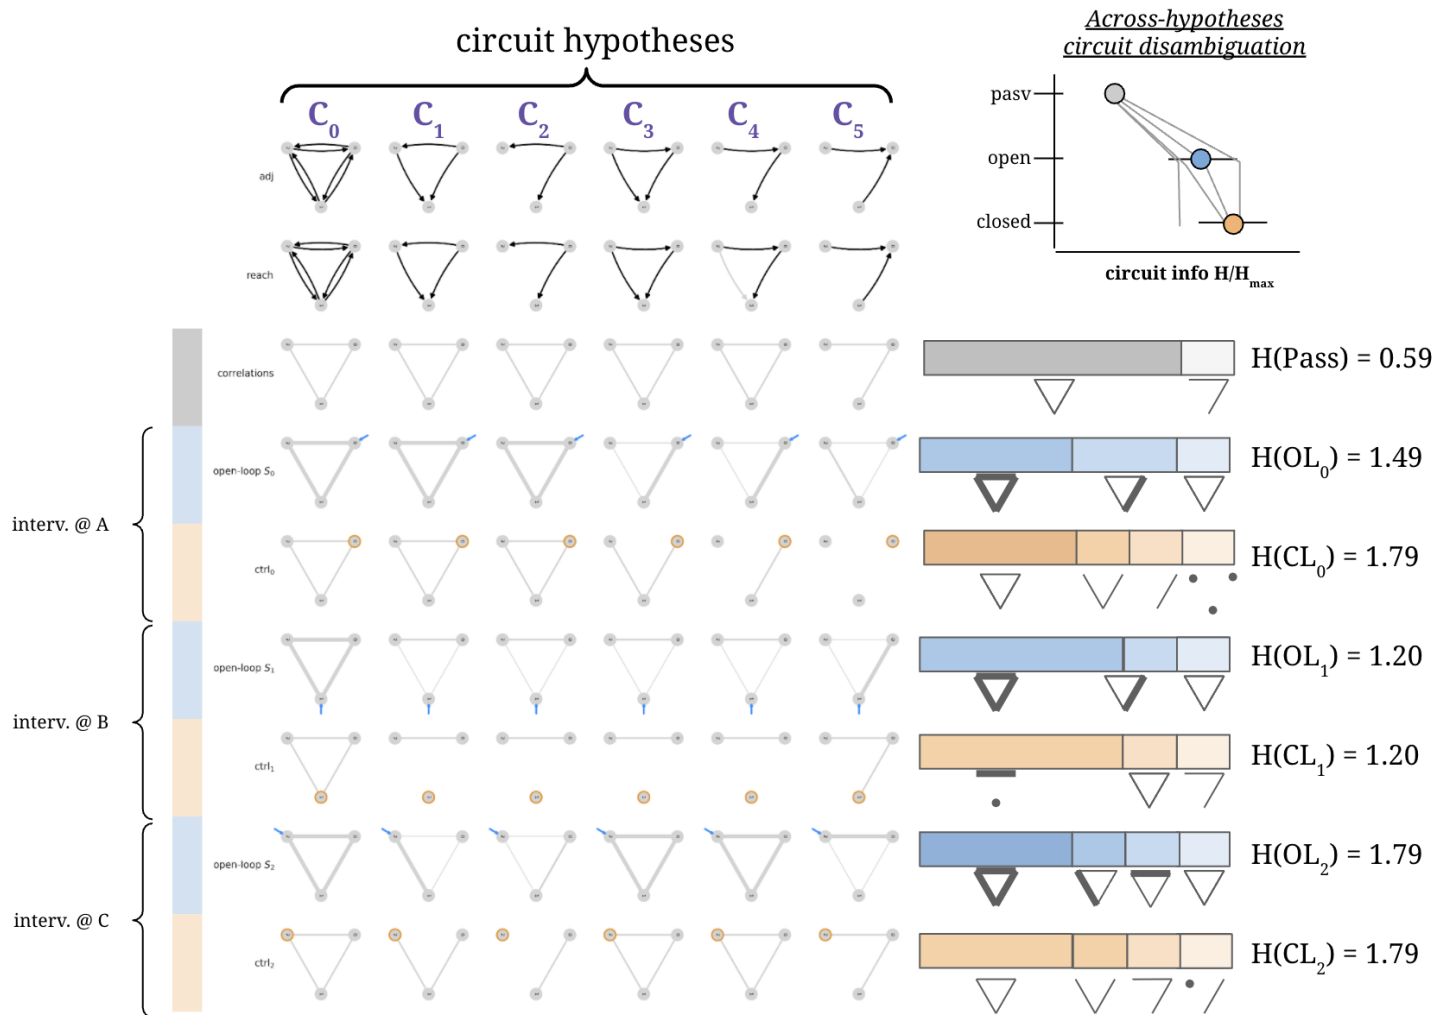 Across-hypotheses
circuit disambiguation
circuit hypotheses
C0 C1 C2 C3 C4 C5
pasv
open
closed
circuit info H/Hmax
adj
reach
correlations
H(Pass) = 0.59
open-loop S0
H(OL0) = 1.49
interv. @ A
ctrl0
H(CL0) = 1.79
open-loop S1
H(OL1) = 1.20
interv. @ B
ctrl1
H(CL1) = 1.20
open-loop S2
H(OL2) = 1.79
interv. @ C
ctrl2
H(CL2) = 1.79